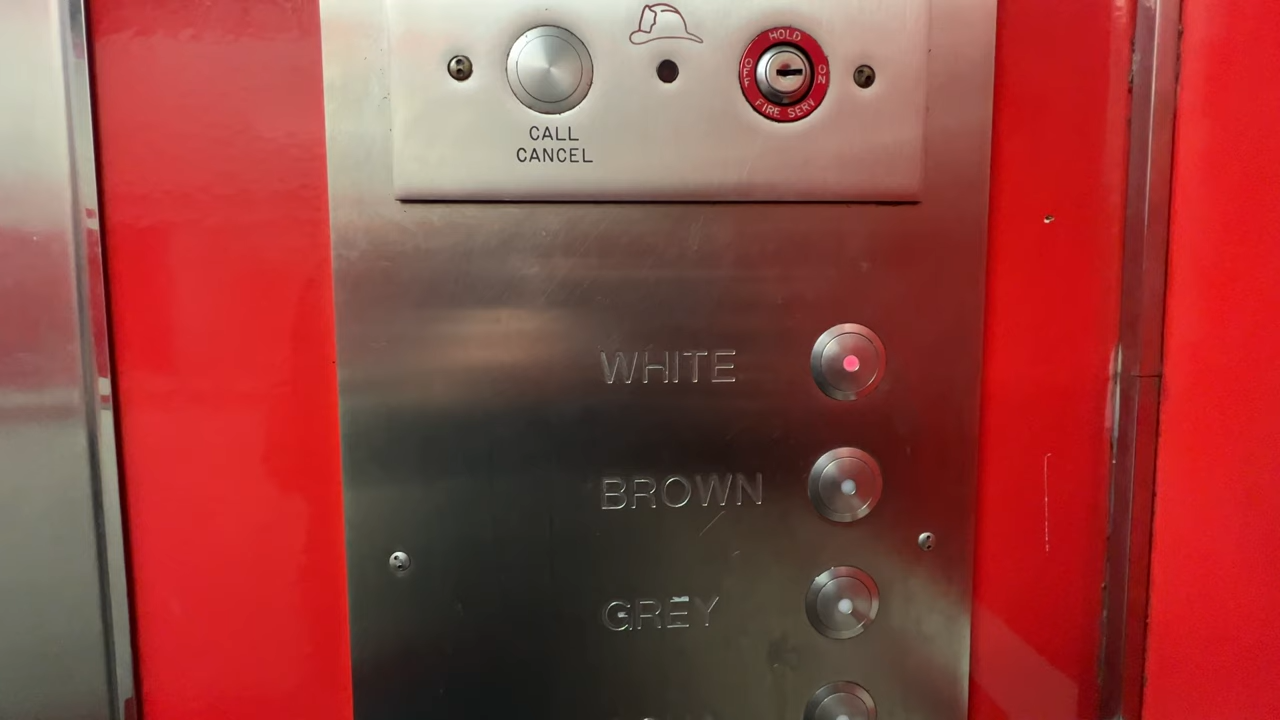 HOLD
OFF
ON
FIRE SERV
CALL
CANCEL
WHITE
BROWN
GREY